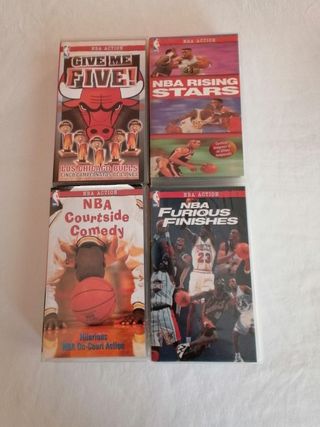 NBA ACTION
GIVE ME
FIVE!
LOS CHICAGO BULLS
NBA ACTION
NBA RISING
STARS
NBA ACTION
NBA
Courtside
Comedy
Hilarious
NBA On-Court Action
NBA ACTION
NBA
FURIOUS
FINISHES
23